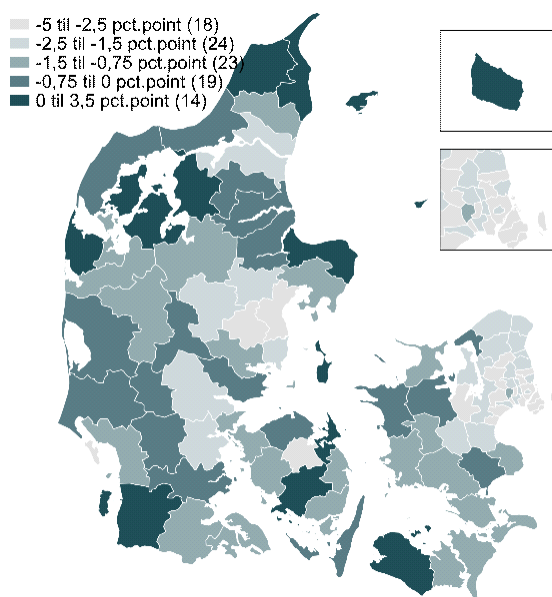 -5 til -2,5 pct.point (18)
-2,5 til -1,5 pct.point (24)
-1,5 til -0,75 pct.point (23)
-0,75 til 0 pct.point (19)
0 til 3,5 pct.point (14)